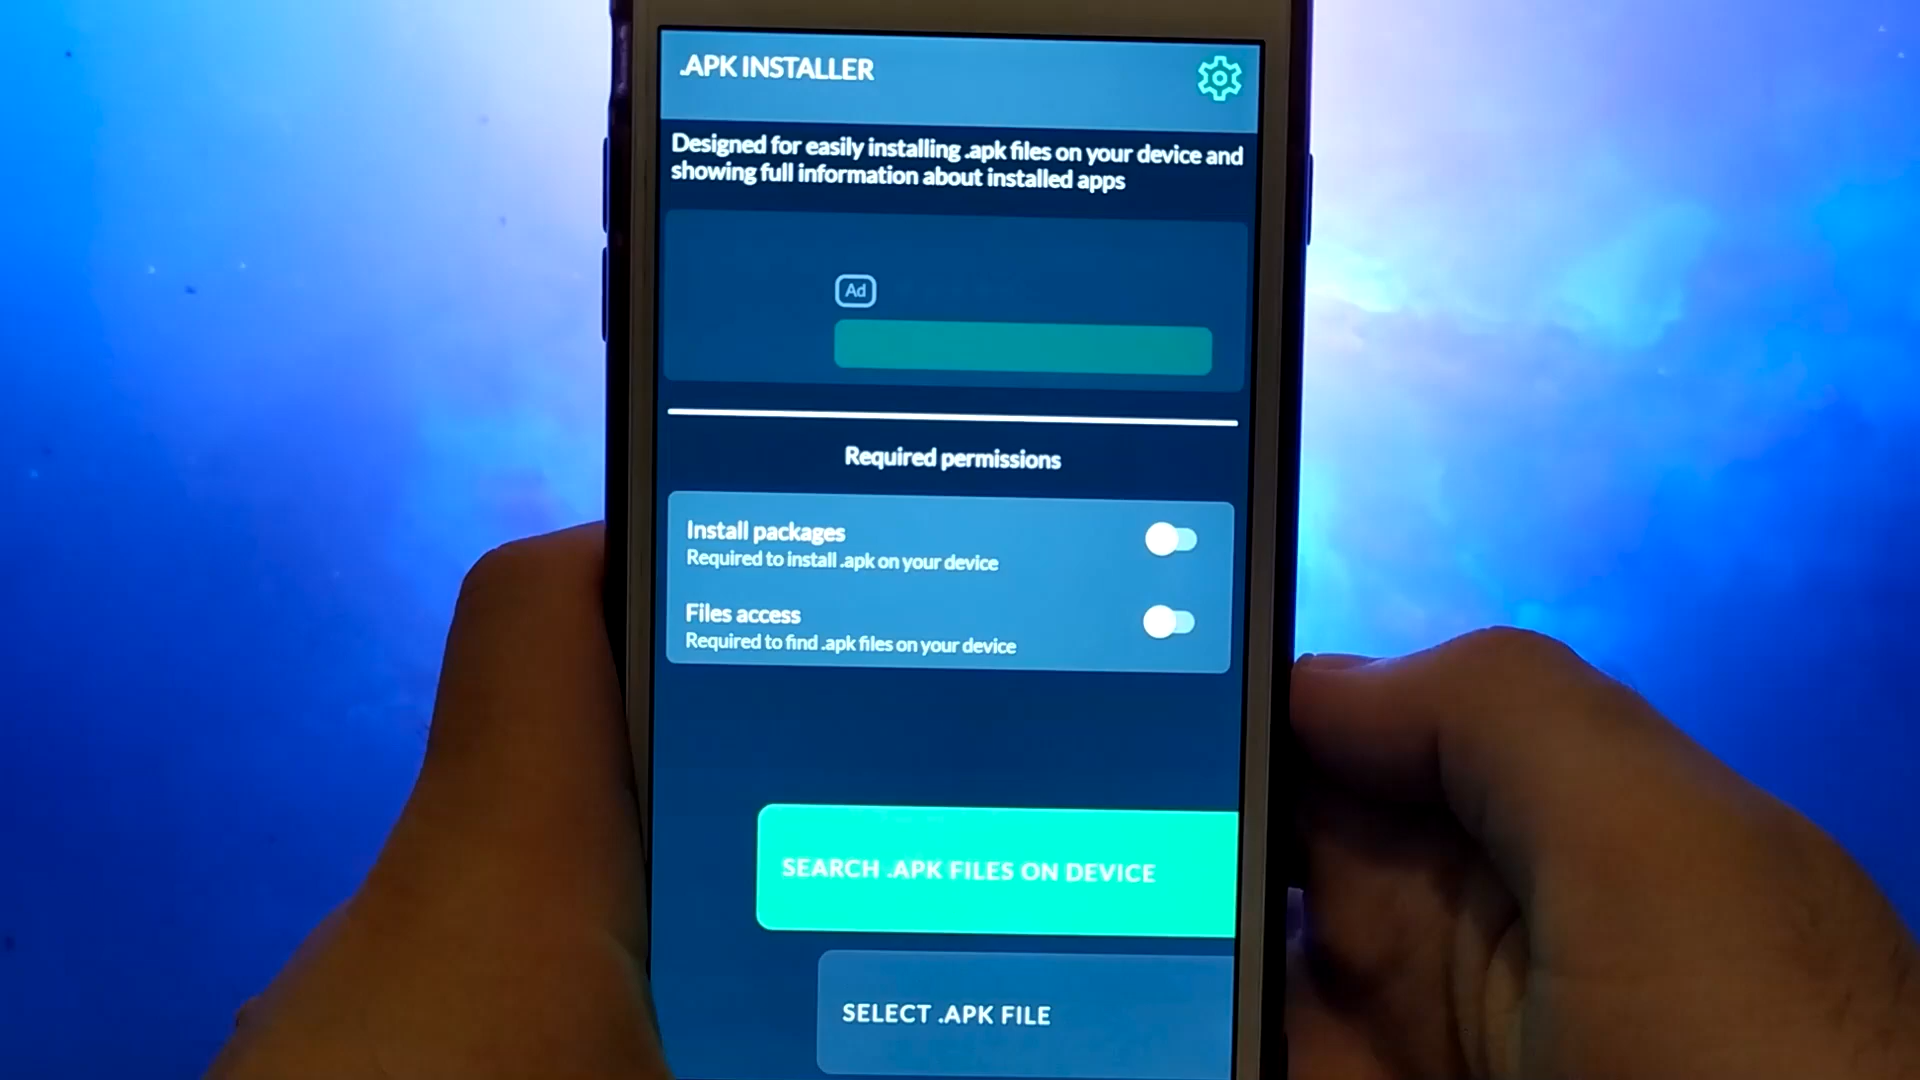 .APK INSTALLER
Designed for easily installing .apk files on your device and
showing full information about installed apps
Ad
Required permissions
Install packages
Required to install .apk on your device
Files access
Required to find .apk files on your device
SEARCH .APK FILES ON DEVICE
SELECT .APK FILE